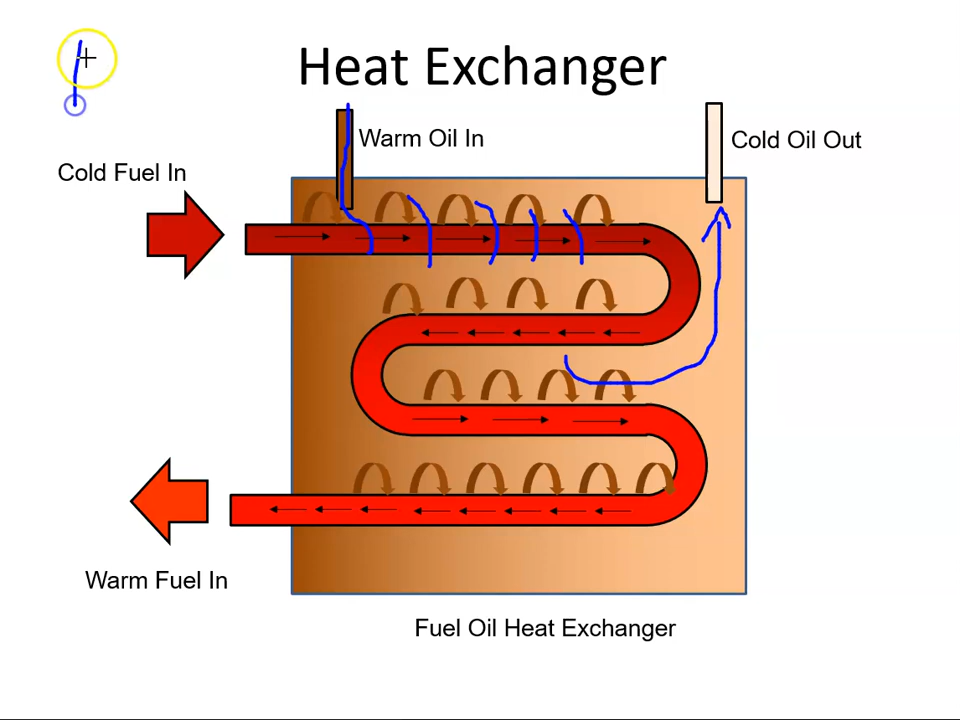 Heat Exchanger
Warm Oil In
Cold Oil Out
Cold Fuel In
Warm Fuel In
Fuel Oil Heat Exchanger